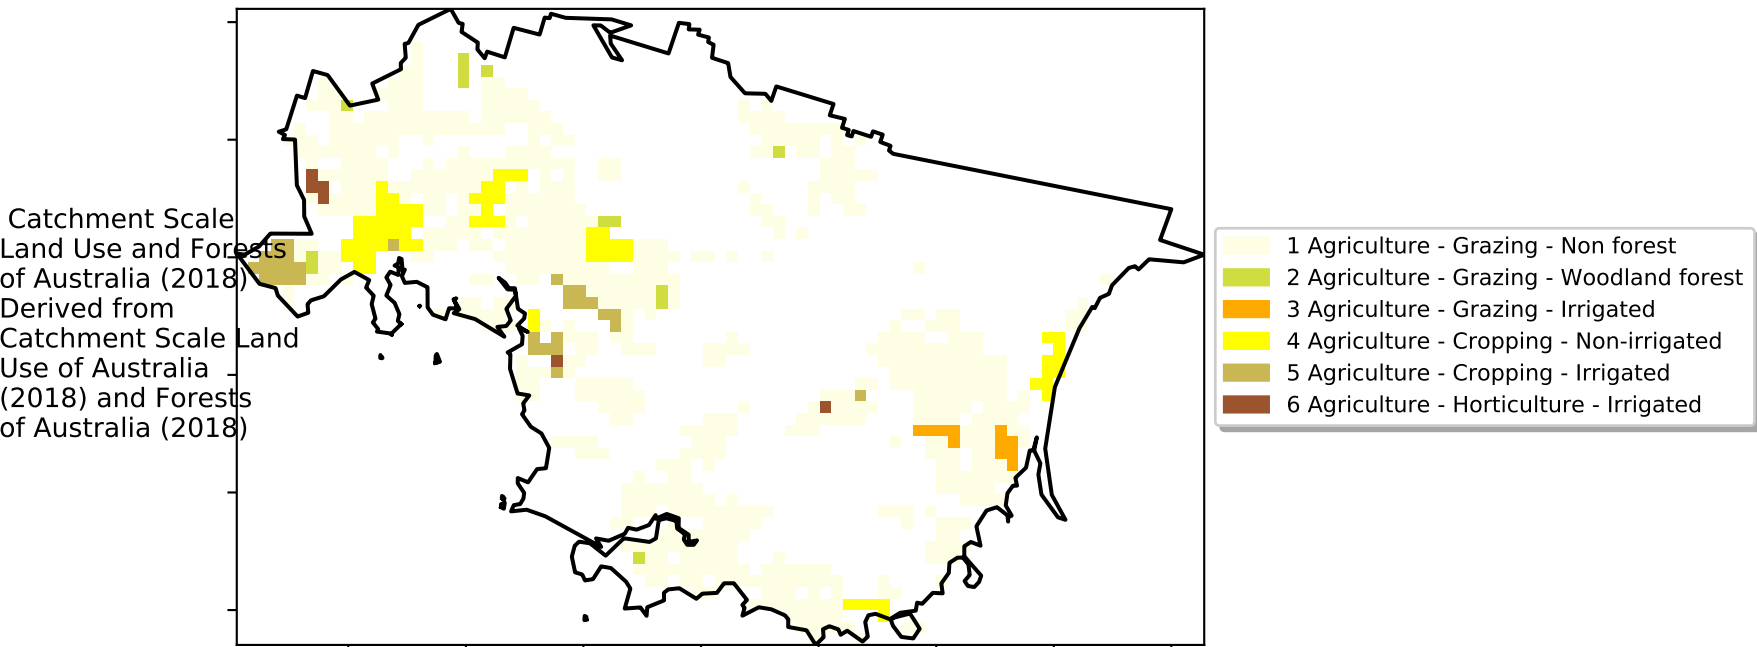 Catchment Scale
Land Use and Forests
of Australia (2018)
Derived from
Catchment Scale Land
Use of Australia
(2018) and Forests
of Australia (2018)
1 Agriculture - Grazing - Non forest
2 Agriculture - Grazing - Woodland forest
3 Agriculture - Grazing - Irrigated
4 Agriculture - Cropping - Non-irrigated
5 Agriculture - Cropping - Irrigated
6 Agriculture - Horticulture - Irrigated